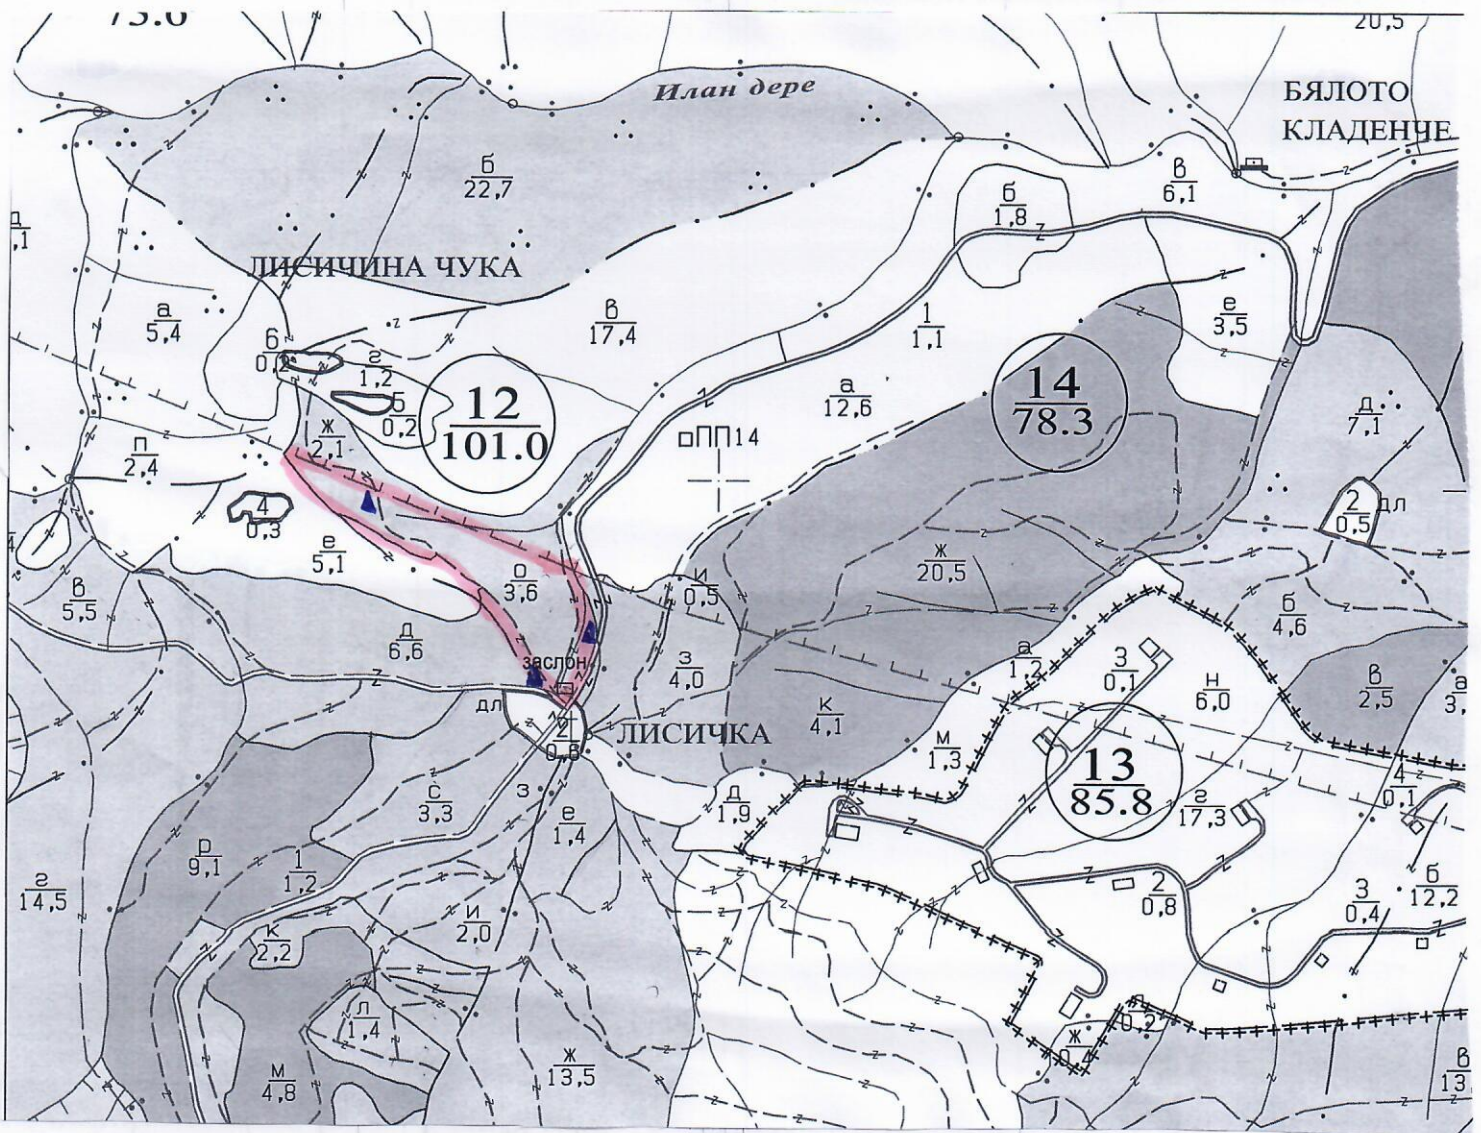 20,5
Илан дере
БЯЛОТО
КЛАДЕНЧЕ
б
22,7
в
6,1
б
1,8
ЛИСИЧИНА ЧУКА
а
5,4
в
17,4
1
1,1
е
3,5
б
0,2
г
1,2
5
0,2
12
101.0
а
12,6
14
78.3
д
7,1
ж
2,1
□ПП14
п
2,4
4
0,3
2
0,5
дл
е
5,1
о
3,6
ж
20,5
и
0,5
в
5,5
б
4,6
д
6,6
заслон
з
4,0
а
1,2
3
0,1
н
6,0
в
2,5
а
3,
к
4,1
дл
2
0,8
ЛИСИЧКА
м
1,3
13
85.8
4
0,1
с
3,3
з
е
1,4
д
1,9
г
17,3
р
9,1
1
1,2
г
14,5
2
0,8
3
0,4
б
12,2
и
2,0
к
2,2
л
1,4
0,2
ж
м
4,8
ж
13,5
в
13